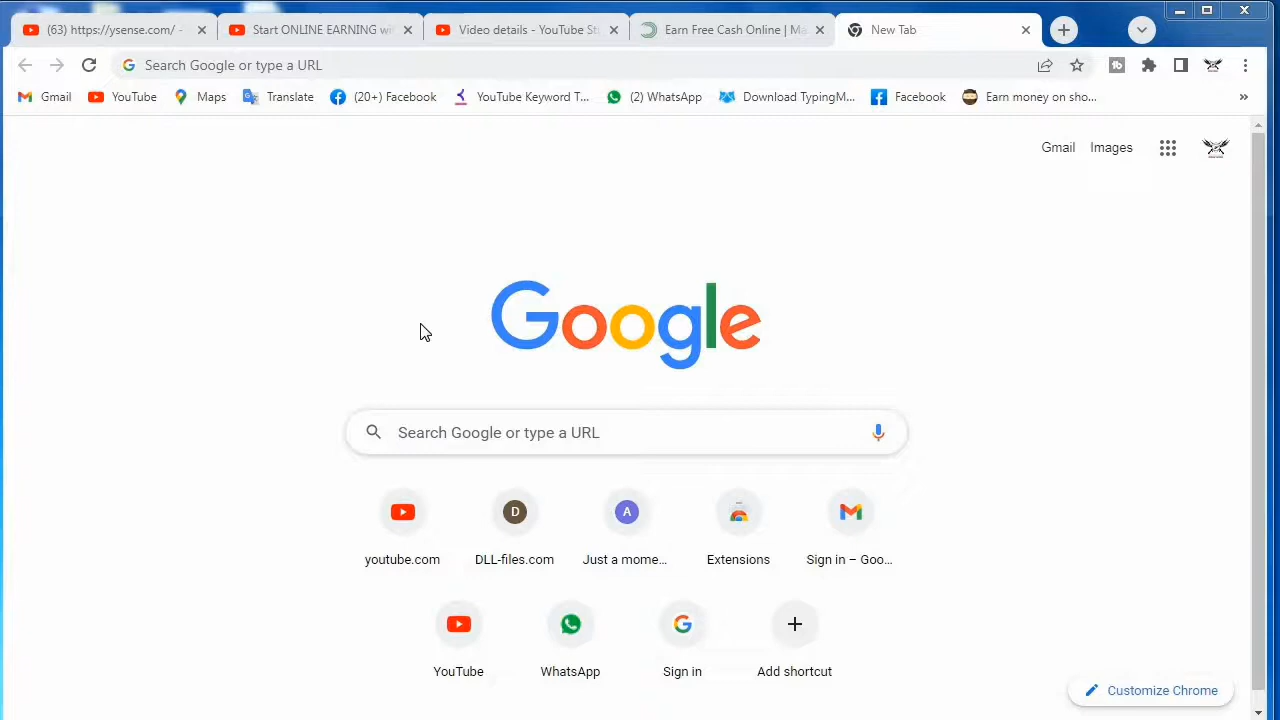 (63) https://ysense.com/ -
Start ONLINE EARNING wi
Video details - YouTube St
Earn Free Cash Online | Ma
New Tab
Search Google or type a URL
Gmail
YouTube
Maps
Translate
(20+) Facebook
YouTube Keyword T...
(2) WhatsApp
Download TypingM...
Facebook
Earn money on sho...
»
Gmail
Images
Google
Search Google or type a URL
D
A
youtube.com
DLL-files.com
Just a mome...
Extensions
Sign in – Goo...
YouTube
WhatsApp
Sign in
Add shortcut
Customize Chrome